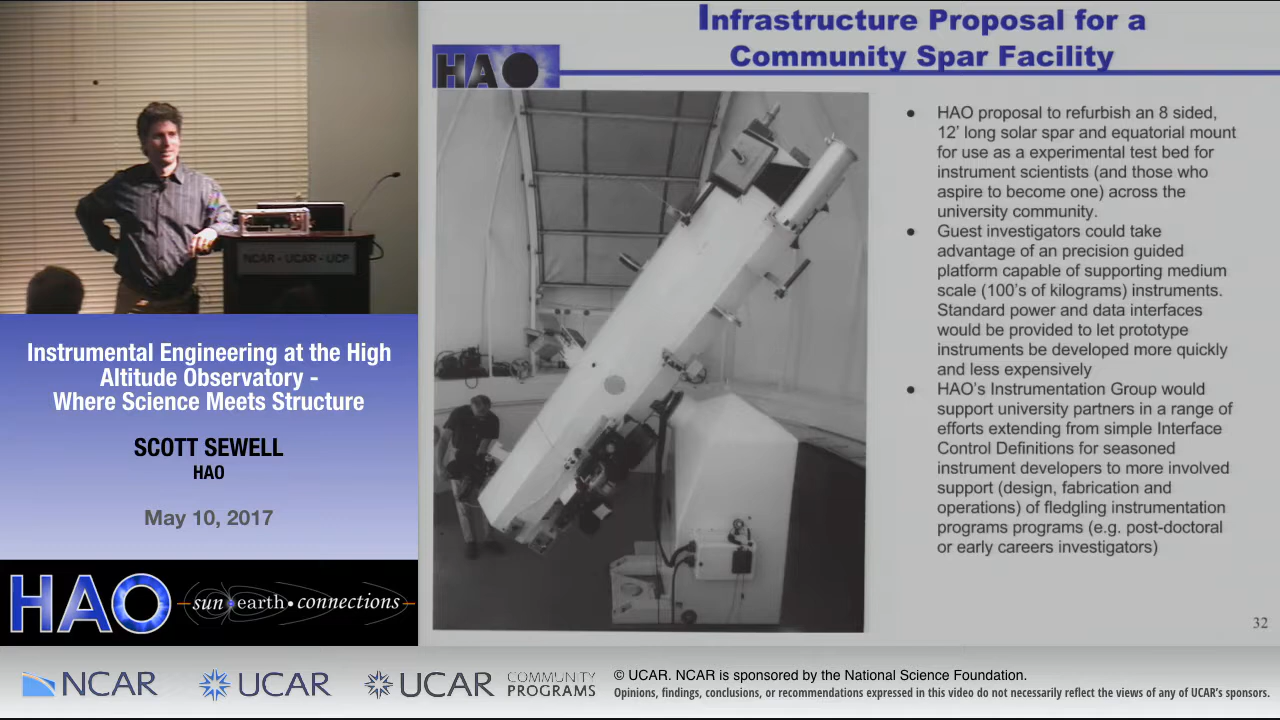 NCAR · UCAR · UCP
Instrumental Engineering at the High
Altitude Observatory -
Where Science Meets Structure
SCOTT SEWELL
HAO
May 10, 2017
HAO
sun earth connections
Infrastructure Proposal for a
Community Spar Facility
HAO
● HAO proposal to refurbish an 8 sided,
12' long solar spar and equatorial mount
for use as a experimental test bed for
instrument scientists (and those who
aspire to become one) across the
university community.
● Guest investigators could take
advantage of an precision guided
platform capable of supporting medium
scale (100's of kilograms) instruments.
Standard power and data interfaces
would be provided to let prototype
instruments be developed more quickly
and less expensively
● HAO's Instrumentation Group would
support university partners in a range of
efforts extending from simple Interface
Control Definitions for seasoned
instrument developers to more involved
support (design, fabrication and
operations) of fledgling instrumentation
programs programs (e.g. post-doctoral
or early careers investigators)
32
NCAR
UCAR
UCAR COMMUNITY PROGRAMS
© UCAR. NCAR is sponsored by the National Science Foundation.
Opinions, findings, conclusions, or recommendations expressed in this video do not necessarily reflect the views of any of UCAR's sponsors.